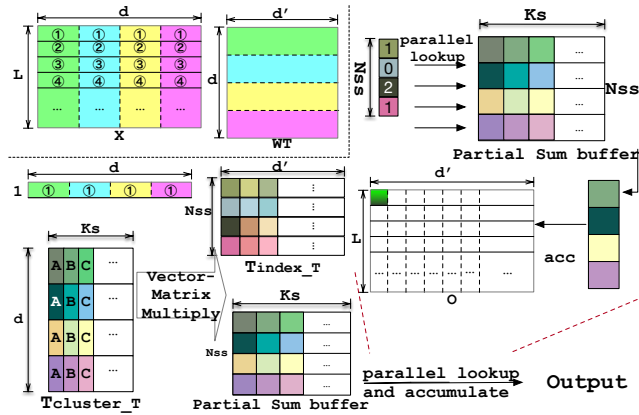 d
L
① ① ① ①
② ② ② ②
③ ③ ③ ③
④ ④ ④ ④
... ... ... ...
X
d'
d
WT
Nss
1
0
2
1
parallel
lookup
Ks
...
...
...
...
Nss
Partial Sum buffer
d
1 ① ① ① ①
Ks
d
A B C ...
A B C ...
A B C ...
A B C ...
Tcluster_T
Vector-
Matrix
Multiply
d'
Nss
⋮
⋮
⋮
⋮
Tindex_T
Ks
Nss
...
...
...
...
Partial Sum buffer
d'
L
... ... ... ... ... ... ...
O
acc
parallel lookup
and accumulate
Output